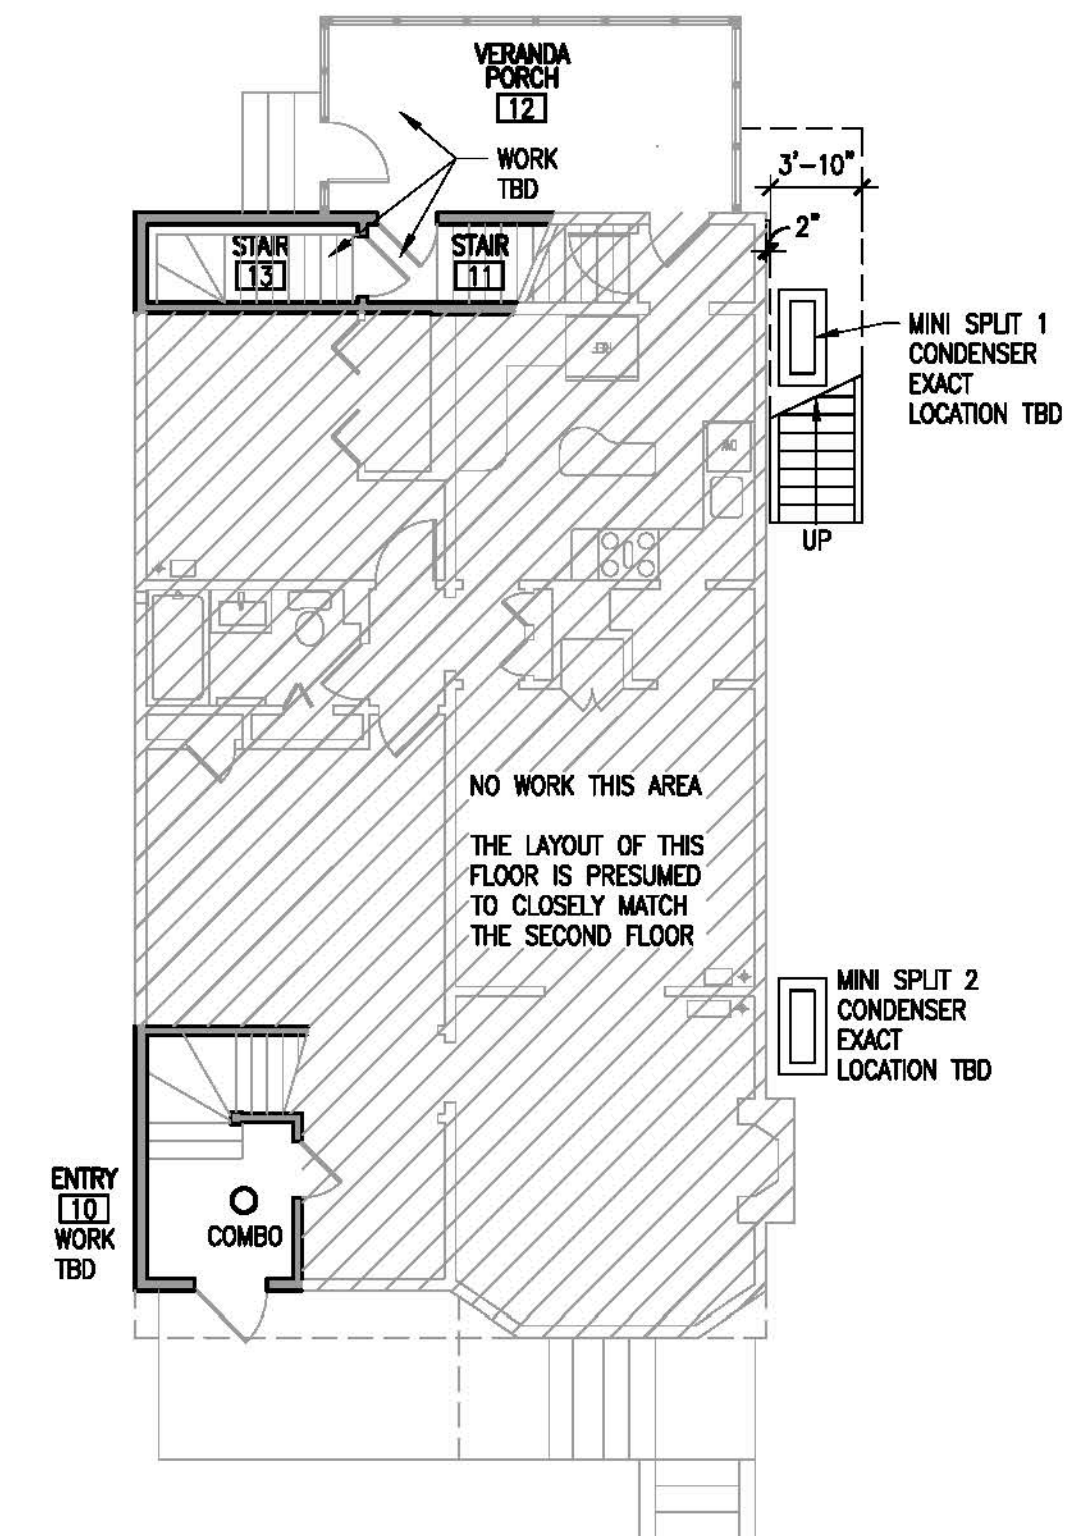 VERANDA
PORCH
12
WORK
TBD
3'-10"
2"
STAIR
13
STAIR
11
REF.
MINI SPLIT 1
CONDENSER
EXACT
LOCATION TBD
DW
UP
NO WORK THIS AREA
THE LAYOUT OF THIS
FLOOR IS PRESUMED
TO CLOSELY MATCH
THE SECOND FLOOR
MINI SPLIT 2
CONDENSER
EXACT
LOCATION TBD
ENTRY
10
WORK
TBD
COMBO